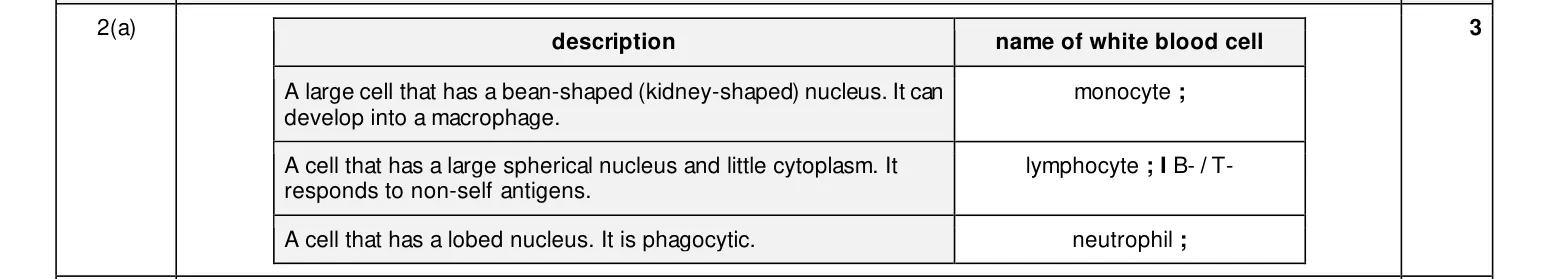 2(a)
description name of white blood cell 3
A large cell that has a bean-shaped (kidney-shaped) nucleus. It can monocyte ;
develop into a macrophage.
A cell that has a large spherical nucleus and little cytoplasm. It lymphocyte ; I B- / T-
responds to non-self antigens.
A cell that has a lobed nucleus. It is phagocytic. neutrophil ;